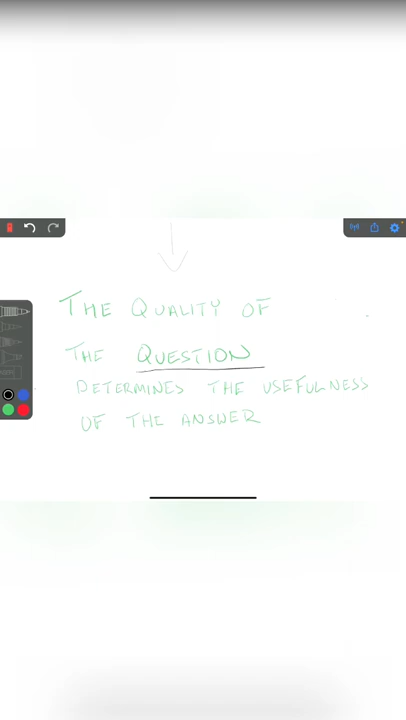 THE QUALITY OF
THE QUESTION
DETERMINES THE USEFULNESS
OF THE ANSWER